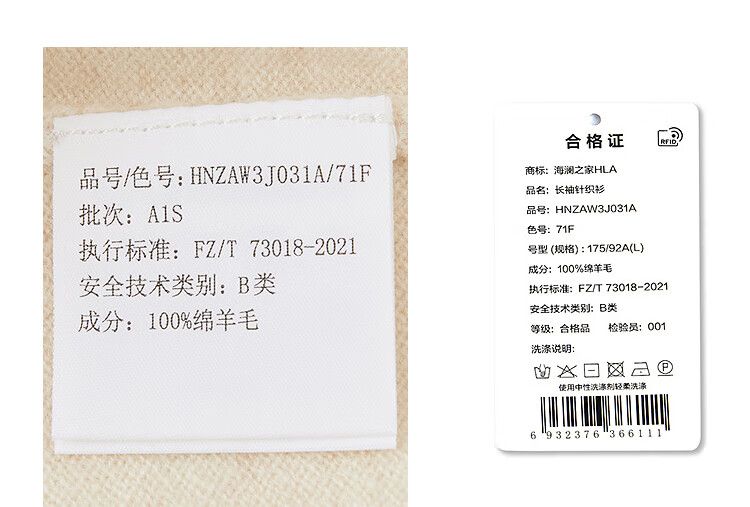 品号/色号:HNZAW3J031A/71F
批次: A1S
执行标准: FZ/T 73018-2021
安全技术类别: B类
成分: 100%绵羊毛
合格证
RFID
商标: 海澜之家HLA
品名: 长袖针织衫
品号: HNZAW3J031A
色号: 71F
号型 (规格) : 175/92A(L)
成分: 100%绵羊毛
执行标准: FZ/T 73018-2021
安全技术类别: B类
等级: 合格品 检验员: 001
洗涤说明:
使用中性洗涤剂轻柔洗涤
6 932376 366111